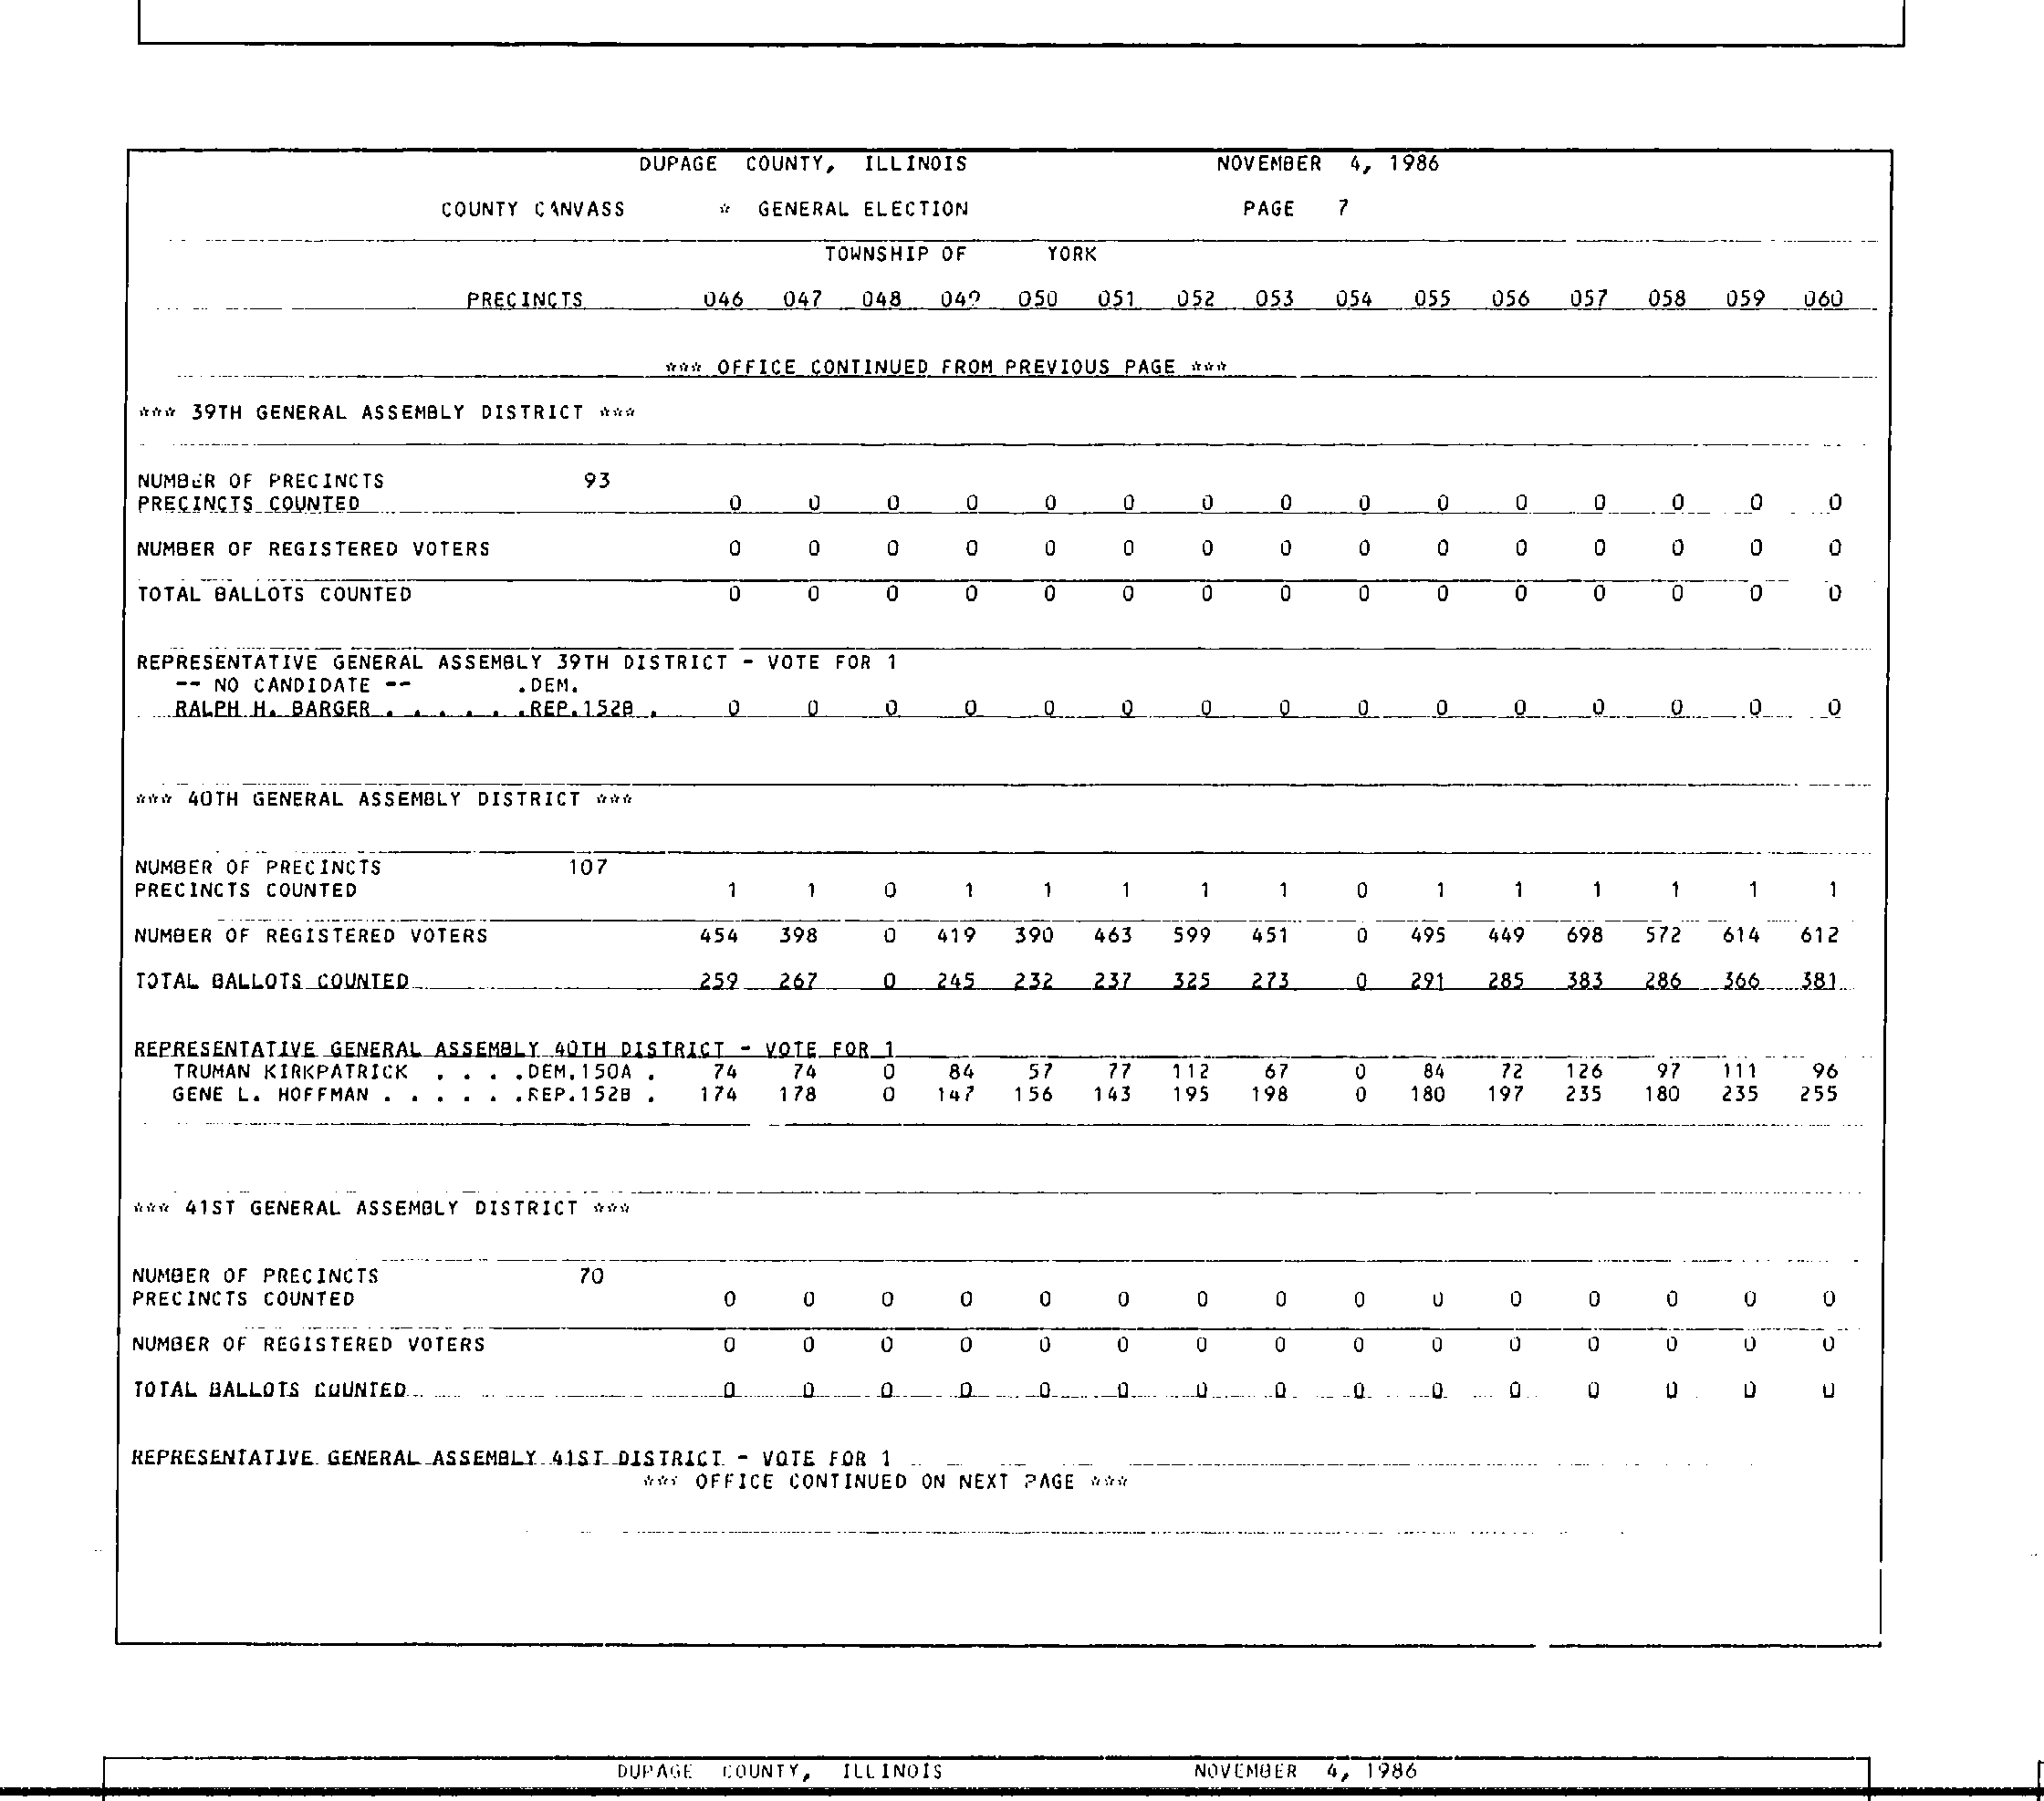 DUPAGE COUNTY, ILLINOIS NOVEMBER 4, 1986
COUNTY CANVASS * GENERAL ELECTION PAGE 7
TOWNSHIP OF YORK
PRECINCTS 046 047 048 049 050 051 052 053 054 055 056 057 058 059 060
*** OFFICE CONTINUED FROM PREVIOUS PAGE ***
*** 39TH GENERAL ASSEMBLY DISTRICT ***
NUMBER OF PRECINCTS 93
PRECINCTS COUNTED 0 0 0 0 0 0 0 0 0 0 0 0 0 0 0
NUMBER OF REGISTERED VOTERS 0 0 0 0 0 0 0 0 0 0 0 0 0 0 0
TOTAL BALLOTS COUNTED 0 0 0 0 0 0 0 0 0 0 0 0 0 0 0
REPRESENTATIVE GENERAL ASSEMBLY 39TH DISTRICT - VOTE FOR 1
-- NO CANDIDATE -- .DEM.
RALPH H. BARGER . . . . . .REP.152B . 0 0 0 0 0 0 0 0 0 0 0 0 0 0 0
*** 40TH GENERAL ASSEMBLY DISTRICT ***
NUMBER OF PRECINCTS 107
PRECINCTS COUNTED 1 1 0 1 1 1 1 1 0 1 1 1 1 1 1
NUMBER OF REGISTERED VOTERS 454 398 0 419 390 463 599 451 0 495 449 698 572 614 612
TOTAL BALLOTS COUNTED 259 267 0 245 232 237 325 273 0 291 285 383 286 366 381
REPRESENTATIVE GENERAL ASSEMBLY 40TH DISTRICT - VOTE FOR 1
TRUMAN KIRKPATRICK . . . .DEM.150A . 74 74 0 84 57 77 112 67 0 84 72 126 97 111 96
GENE L. HOFFMAN . . . . . .REP.152B . 174 178 0 147 156 143 195 198 0 180 197 235 180 235 255
*** 41ST GENERAL ASSEMBLY DISTRICT ***
NUMBER OF PRECINCTS 70
PRECINCTS COUNTED 0 0 0 0 0 0 0 0 0 0 0 0 0 0 0
NUMBER OF REGISTERED VOTERS 0 0 0 0 0 0 0 0 0 0 0 0 0 0 0
TOTAL BALLOTS COUNTED 0 0 0 0 0 0 0 0 0 0 0 0 0 0 0
REPRESENTATIVE GENERAL ASSEMBLY 41ST DISTRICT - VOTE FOR 1
*** OFFICE CONTINUED ON NEXT PAGE ***
DUPAGE COUNTY, ILLINOIS NOVEMBER 4, 1986